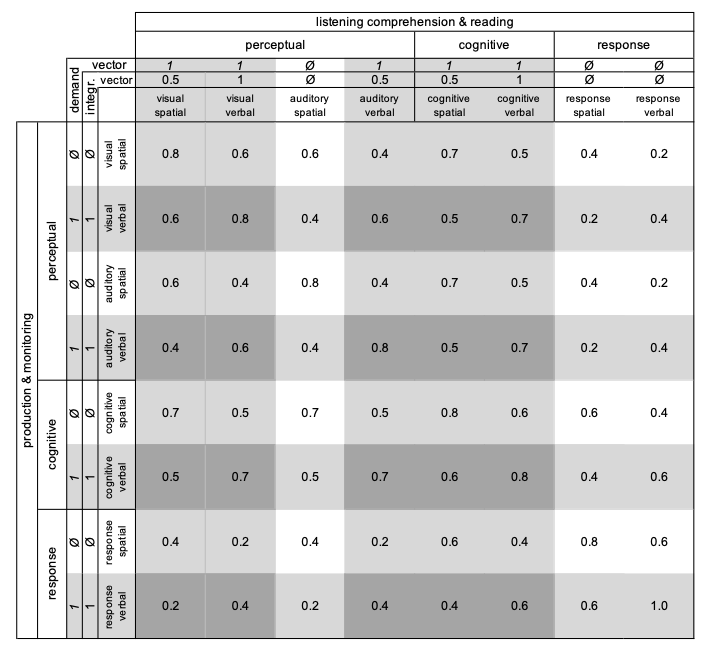 listening comprehension & reading
perceptual cognitive response
demand vector 1 1 Ø 1 1 1 Ø Ø
integr. vector 0.5 1 Ø 0.5 0.5 1 Ø Ø
visual spatial visual verbal auditory spatial auditory verbal cognitive spatial cognitive verbal response spatial response verbal
production & monitoring
perceptual
Ø Ø visual spatial 0.8 0.6 0.6 0.4 0.7 0.5 0.4 0.2
1 1 visual verbal 0.6 0.8 0.4 0.6 0.5 0.7 0.2 0.4
Ø Ø auditory spatial 0.6 0.4 0.8 0.4 0.7 0.5 0.4 0.2
1 1 auditory verbal 0.4 0.6 0.4 0.8 0.5 0.7 0.2 0.4
cognitive
Ø Ø cognitive spatial 0.7 0.5 0.7 0.5 0.8 0.6 0.6 0.4
1 1 cognitive verbal 0.5 0.7 0.5 0.7 0.6 0.8 0.4 0.6
response
Ø Ø response spatial 0.4 0.2 0.4 0.2 0.6 0.4 0.8 0.6
1 1 response verbal 0.2 0.4 0.2 0.4 0.4 0.6 0.6 1.0